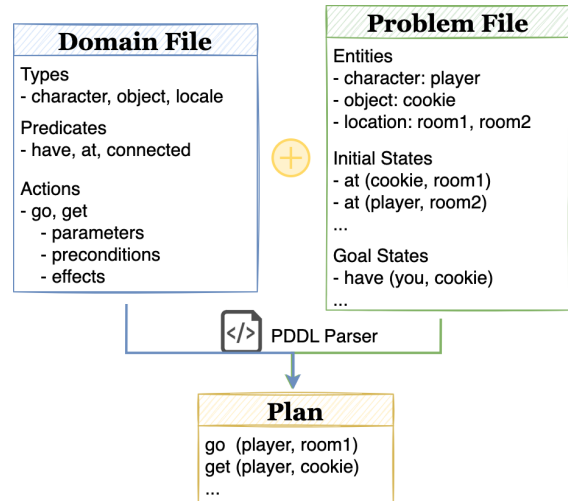 Domain File
Types
- character, object, locale
Predicates
- have, at, connected
Actions
- go, get
- parameters
- preconditions
- effects
Problem File
Entities
- character: player
- object: cookie
- location: room1, room2
Initial States
- at (cookie, room1)
- at (player, room2)
...
Goal States
- have (you, cookie)
...
</> PDDL Parser
Plan
go (player, room1)
get (player, cookie)
...